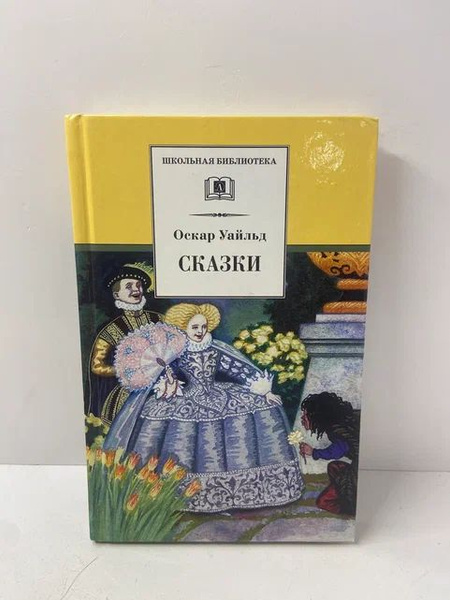 ШКОЛЬНАЯ БИБЛИОТЕКА
Оскар Уайльд
СКАЗКИ